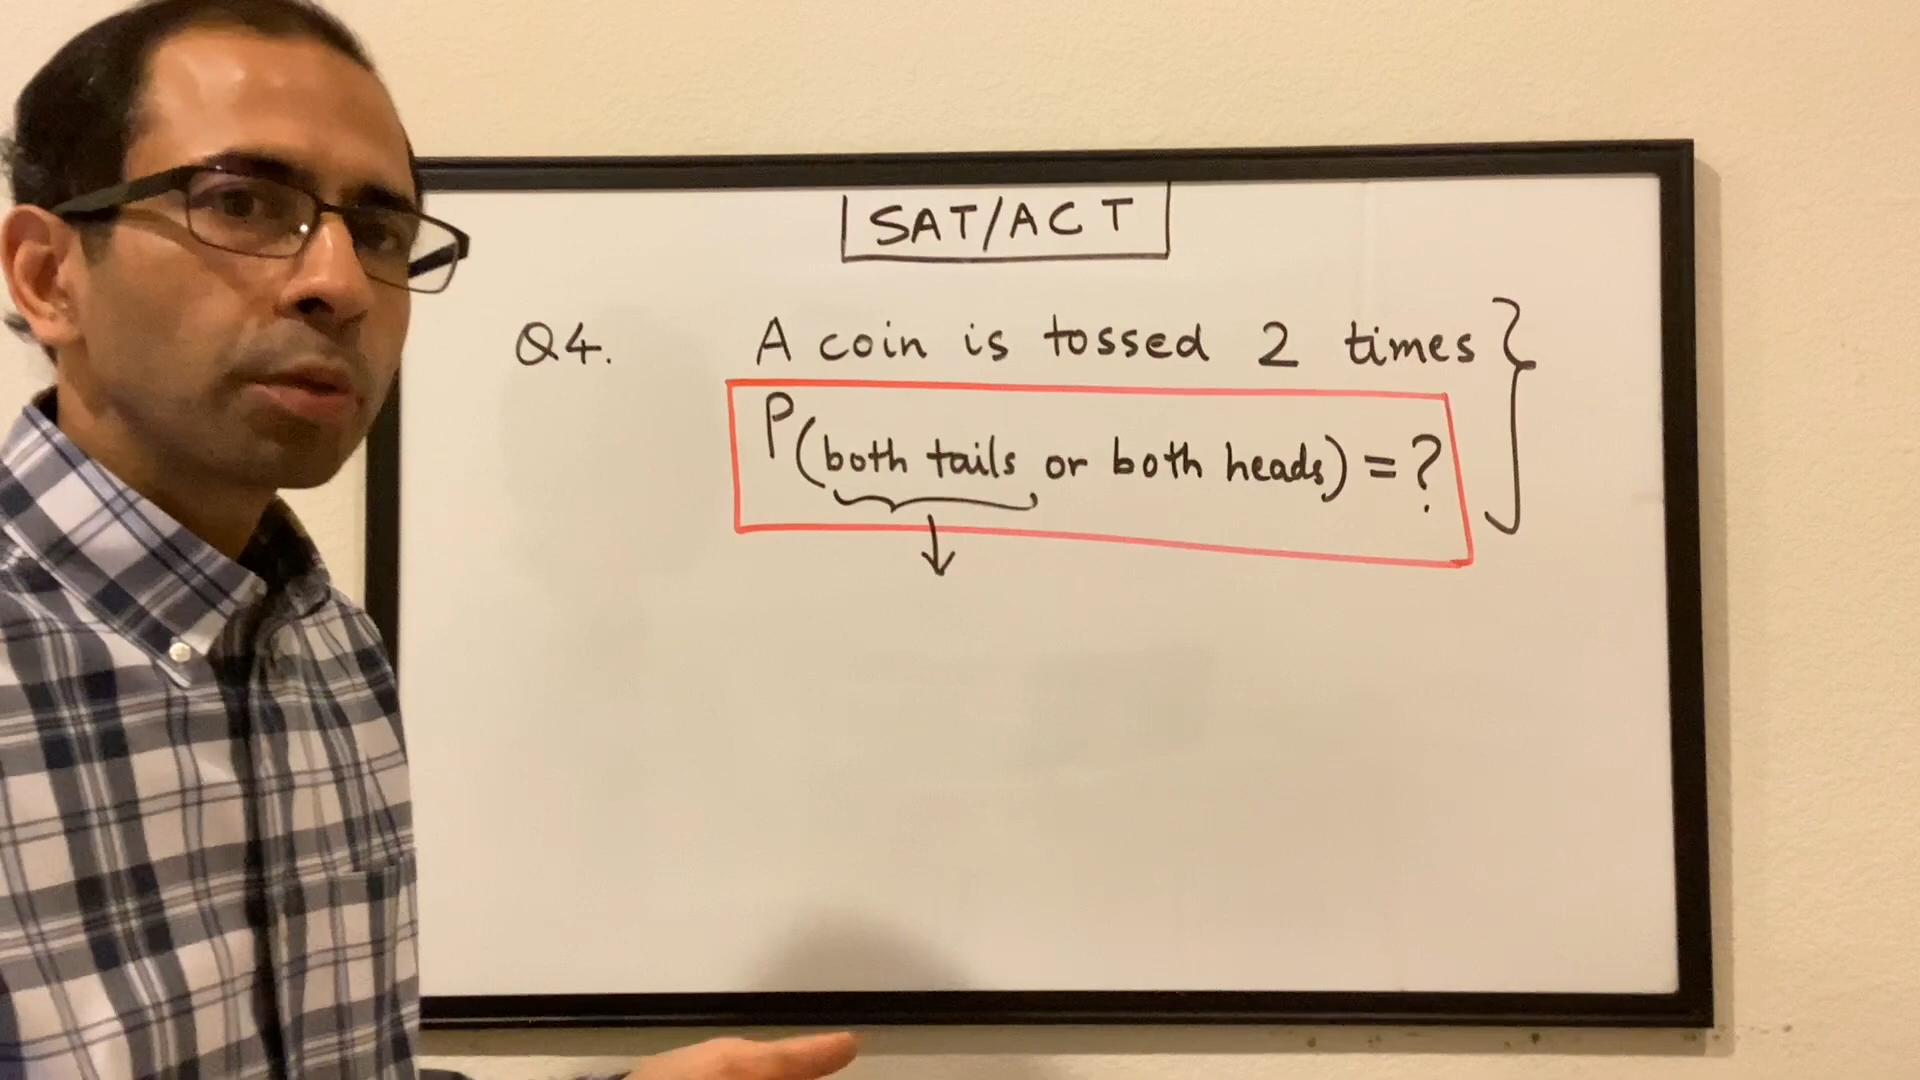 SAT/ACT
Q4. A coin is tossed 2 times
P(both tails or both heads) = ?